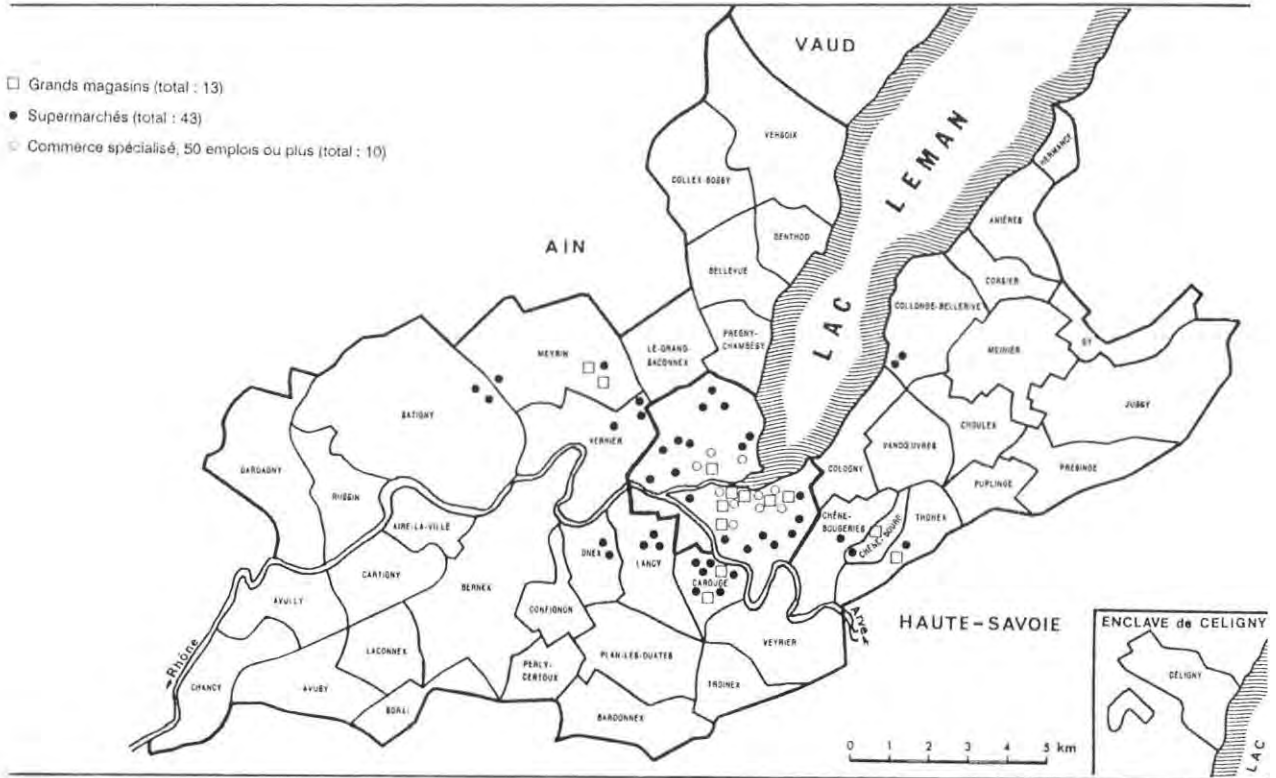 VAUD
□ Grands magasins (total : 13)
● Supermarchés (total : 43)
○ Commerce spécialisé, 50 emplois ou plus (total : 10)
VERSOIX
HERMANCE
LAC LEMAN
COLLEX-BOSSY
ANIÈRES
GENTHOD
AIN
BELLEVUE
CORSIER
COLLONGE-BELLERIVE
PREGNY-
CHAMBÉSY
LE-GRAND-
SACONNEX
MEYRIN
MEINIER
GY
JUSSY
SATIGNY
VERNIER
CHOULEX
VANDŒUVRES
DARDAGNY
COLOGNY
PRESINGE
PUPLINGE
RUSSIN
CHÊNE-
BOUGERIES
THONEX
AIRE-LA-VILLE
CHÊNE-BOURG
ONEX
LANCY
CARTIGNY
CAROUGE
BERNEX
AVULLY
CONFIGNON
Arve
HAUTE-SAVOIE
ENCLAVE de CELIGNY
VEYRIER
LACONNEX
PLAN-LES-OUATES
Rhône
PERLY-
CERTOUX
CÉLIGNY
CHANCY
AVUSY
TROINEX
SORAL
BARDONNEX
0 1 2 3 4 5 km
LAC